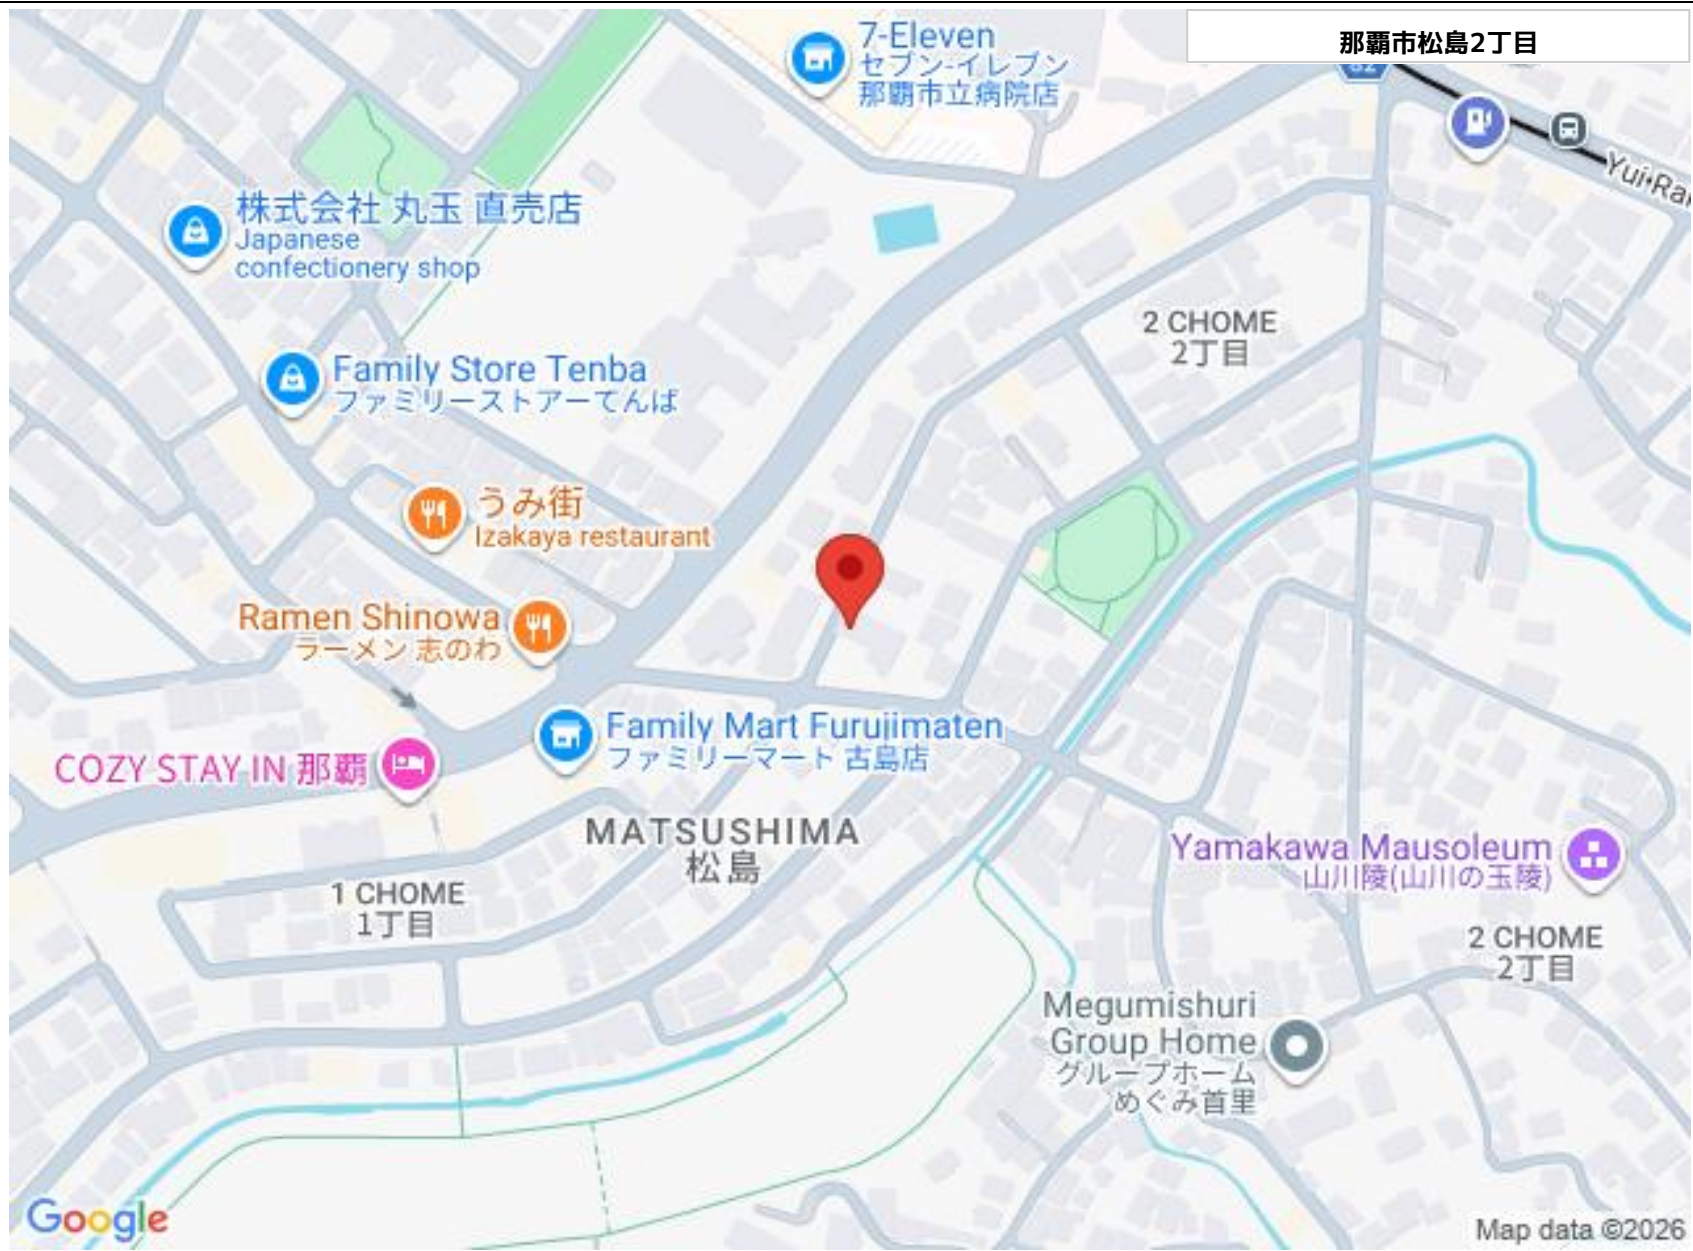 那覇市松島2丁目
7-Eleven
セブン-イレブン
那覇市立病院店
Yui-Rai
株式会社 丸玉 直売店
Japanese
confectionery shop
2 CHOME
2丁目
Family Store Tenba
ファミリーストアーてんば
うみ街
Izakaya restaurant
Ramen Shinowa
ラーメン 志のわ
Family Mart Furujimaten
ファミリーマート 古島店
COZY STAY IN 那覇
MATSUSHIMA
松島
Yamakawa Mausoleum
山川陵(山川の玉陵)
1 CHOME
1丁目
2 CHOME
2丁目
Megumishuri
Group Home
グループホーム
めぐみ首里
Google
Map data ©2026